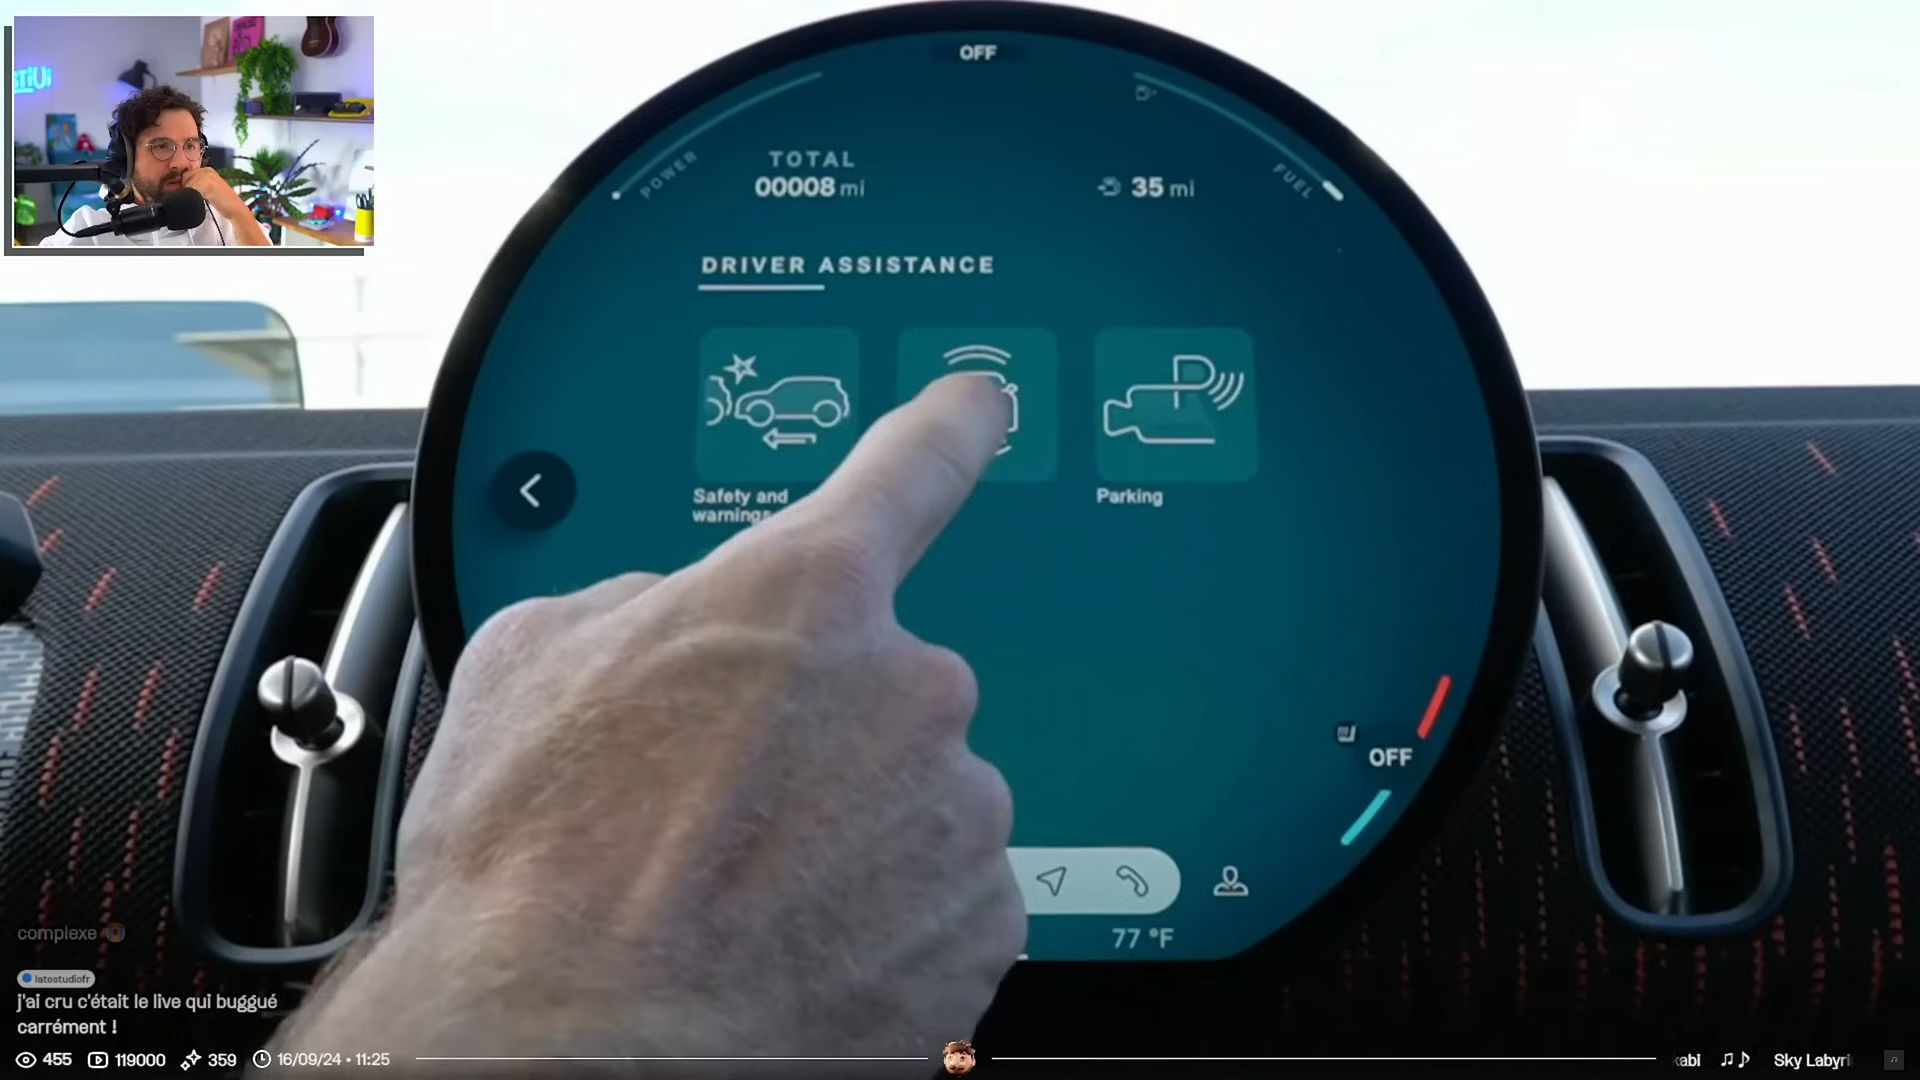 OFF
POWER
TOTAL
00008 mi
35 mi
FUEL
DRIVER ASSISTANCE
Safety and
warnings
Parking
OFF
77 °F
complexe
latestudiofr
j'ai cru c'était le live qui buggué
carrément !
455 119000 359 16/09/24 • 11:25
Sky